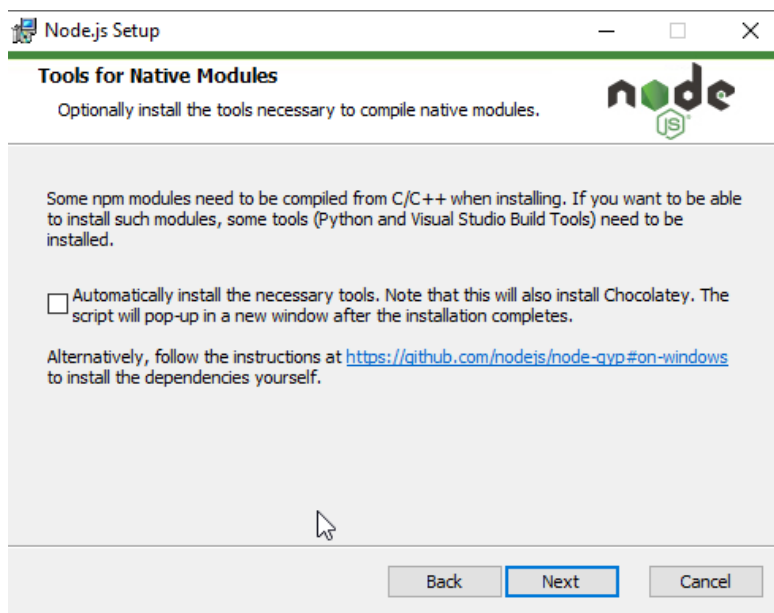 Node.js Setup
Tools for Native Modules
Optionally install the tools necessary to compile native modules.
node
JS
Some npm modules need to be compiled from C/C++ when installing. If you want to be able
to install such modules, some tools (Python and Visual Studio Build Tools) need to be
installed.
Automatically install the necessary tools. Note that this will also install Chocolatey. The
script will pop-up in a new window after the installation completes.
Alternatively, follow the instructions at https://github.com/nodejs/node-gyp#on-windows
to install the dependencies yourself.
Back
Next
Cancel